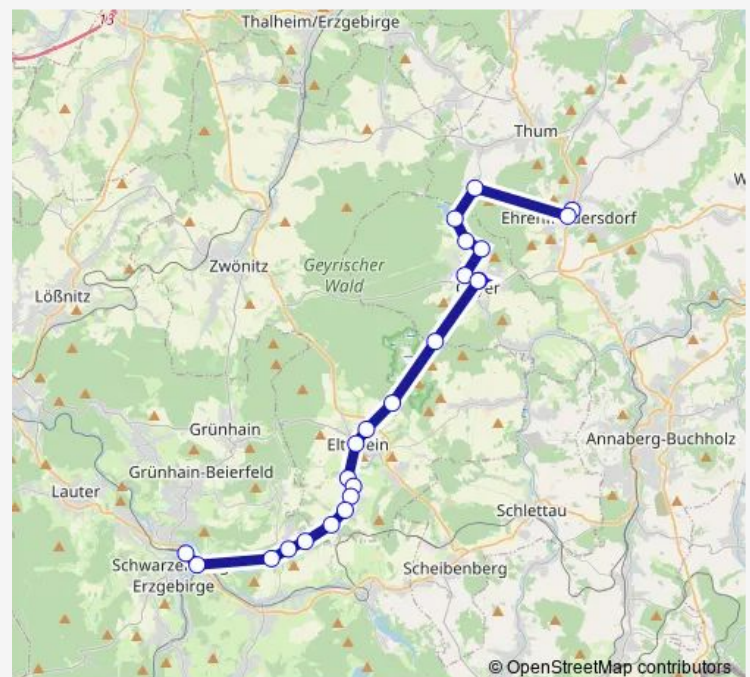 13
Thalheim/Erzgebirge
Thum
W
Zwönitz
Geyrischer
Wald
Lößnitz
Grünhain
Annaberg-Buchholz
Grünhain-Beierfeld
Lauter
Schlettau
Scheibenberg
Erzgebirge
© OpenStreetMap contributors